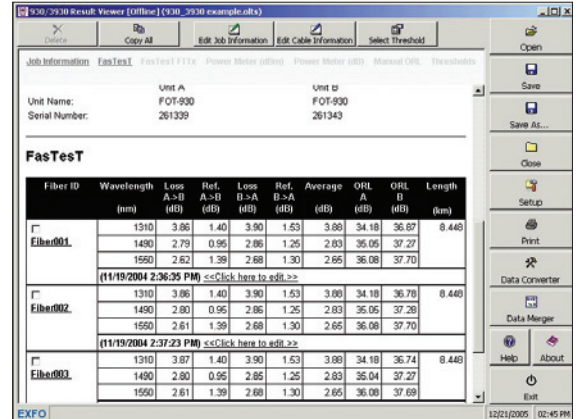 930/3930 Result Viewer [Offline] (930_3930 example.olts)
Delete Copy All Edit Job Information Edit Cable Information Select Threshold
Job Information FasTesT FasTesT FTTx Power Meter (dBm) Power Meter (dB) Manual ORL Thresholds
Unit A Unit B
Unit Name: FOT-930 FOT-930
Serial Number: 261339 261343
FasTesT
Fiber ID Wavelength (nm) Loss A->B (dB) Ref. A->B (dB) Loss B->A (dB) Ref. B->A (dB) Average (dB) ORL A (dB) ORL B (dB) Length (km)
1310 3.86 1.40 3.90 1.53 3.88 34.18 36.87 8.448
Fiber001 1490 2.79 0.95 2.86 1.25 2.83 35.05 37.27
1550 2.62 1.39 2.68 1.30 2.65 36.08 37.70
(11/19/2004 2:36:35 PM) <<Click here to edit.>>
1310 3.86 1.40 3.90 1.53 3.88 34.18 36.78 8.448
Fiber002 1490 2.80 0.95 2.86 1.25 2.83 35.05 37.28
1550 2.61 1.39 2.68 1.30 2.65 36.08 37.70
(11/19/2004 2:37:23 PM) <<Click here to edit.>>
1310 3.87 1.40 3.90 1.53 3.88 34.18 36.74 8.448
Fiber003 1490 2.80 0.95 2.85 1.25 2.83 35.04 37.27
1550 2.61 1.39 2.68 1.30 2.65 36.08 37.69
Open
Save
Save As...
Close
Setup
Print
Data Converter
Data Merger
Help About
Exit
EXFO 12/21/2005 02:45 PM